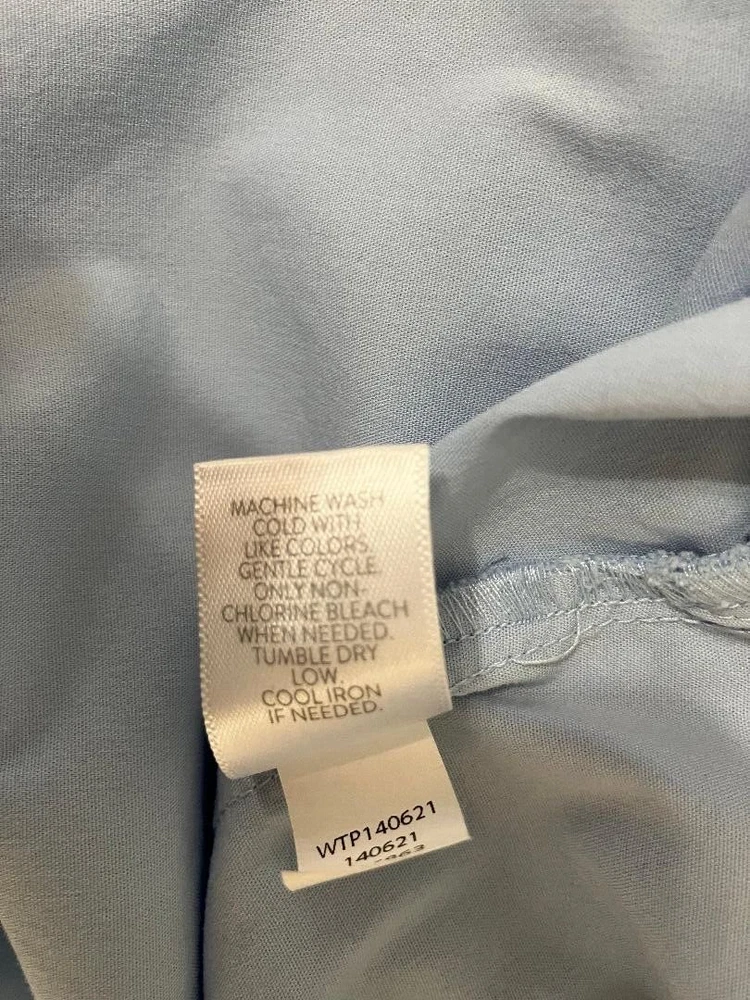 MACHINE WASH
COLD WITH
LIKE COLORS.
GENTLE CYCLE.
ONLY NON-
CHLORINE BLEACH
WHEN NEEDED.
TUMBLE DRY
LOW.
COOL IRON
IF NEEDED.
WTP140621
140621